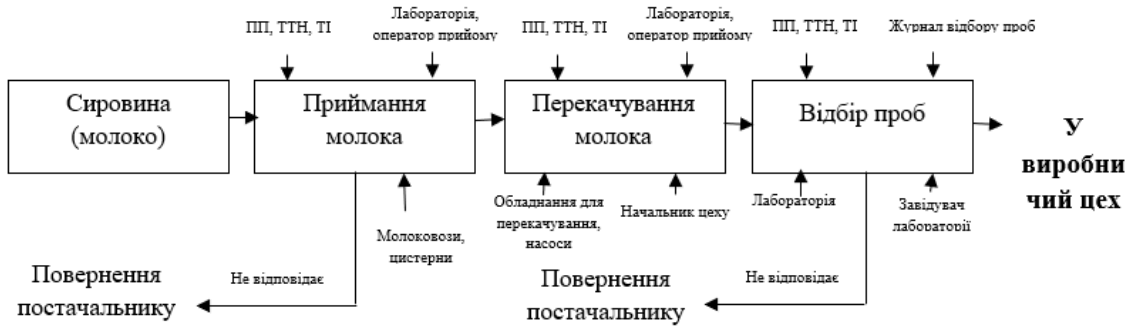 ПП, ТТН, ТІ
Лабораторія,
оператор прийому
ПП, ТТН, ТІ
Лабораторія,
оператор прийому
ПП, ТТН, ТІ
Журнал відбору проб
Сировина
(молоко)
Приймання
молока
Перекачування
молока
Відбір проб
У
виробни
чий цех
Молоковози,
цистерни
Обладнання для
перекачування,
насоси
Начальник цеху
Лабораторія
Завідувач
лабораторії
Повернення
постачальнику
Не відповідає
Повернення
постачальнику
Не відповідає